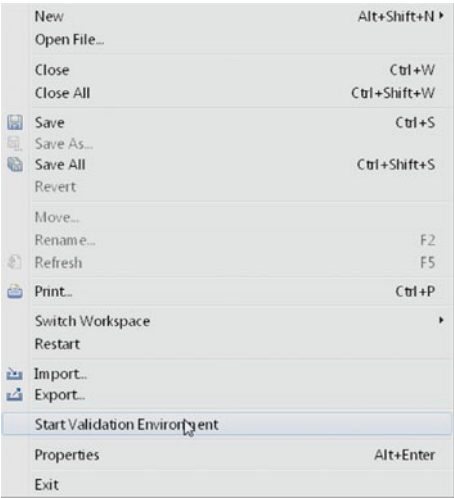 New Alt+Shift+N
Open File...
Close Ctrl+W
Close All Ctrl+Shift+W
Save Ctrl+S
Save As...
Save All Ctrl+Shift+S
Revert
Move...
Rename... F2
Refresh F5
Print... Ctrl+P
Switch Workspace
Restart
Import...
Export...
Start Validation Environment
Properties Alt+Enter
Exit